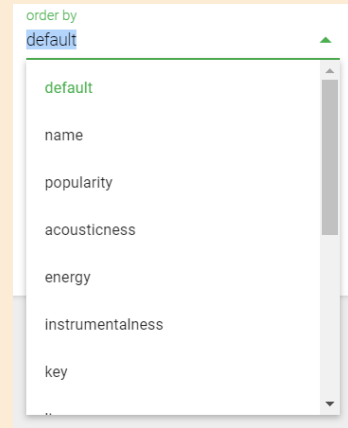 order by
default
default
name
popularity
acousticness
energy
instrumentalness
key